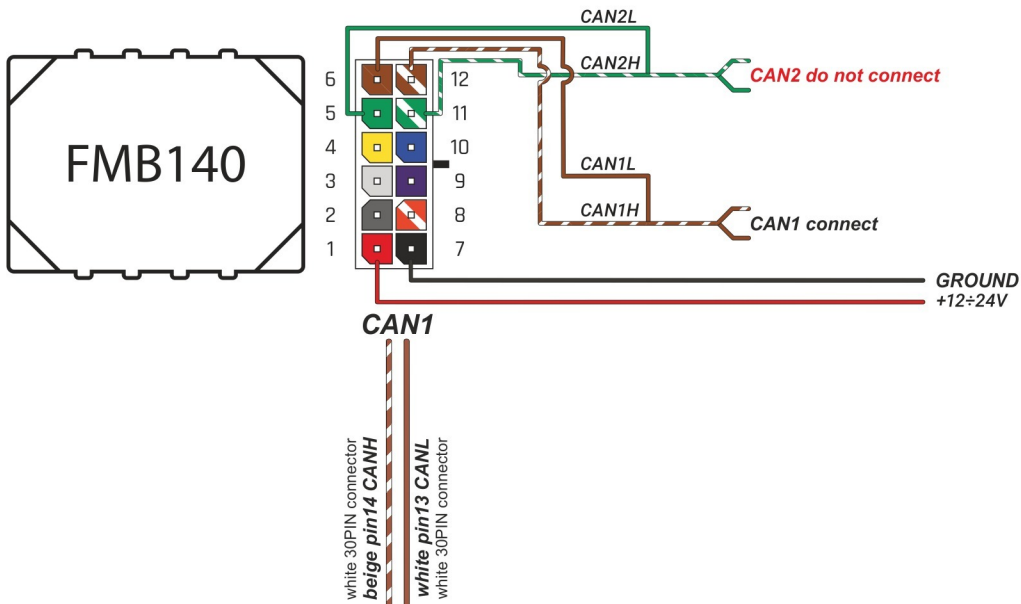 FMB140
CAN2L
CAN2H
CAN2 do not connect
6
12
5
11
4
10
3
9
2
8
1
7
CAN1L
CAN1H
CAN1 connect
GROUND
+12÷24V
CAN1
white 30PIN connector
beige pin14 CANH
white pin13 CANL
white 30PIN connector